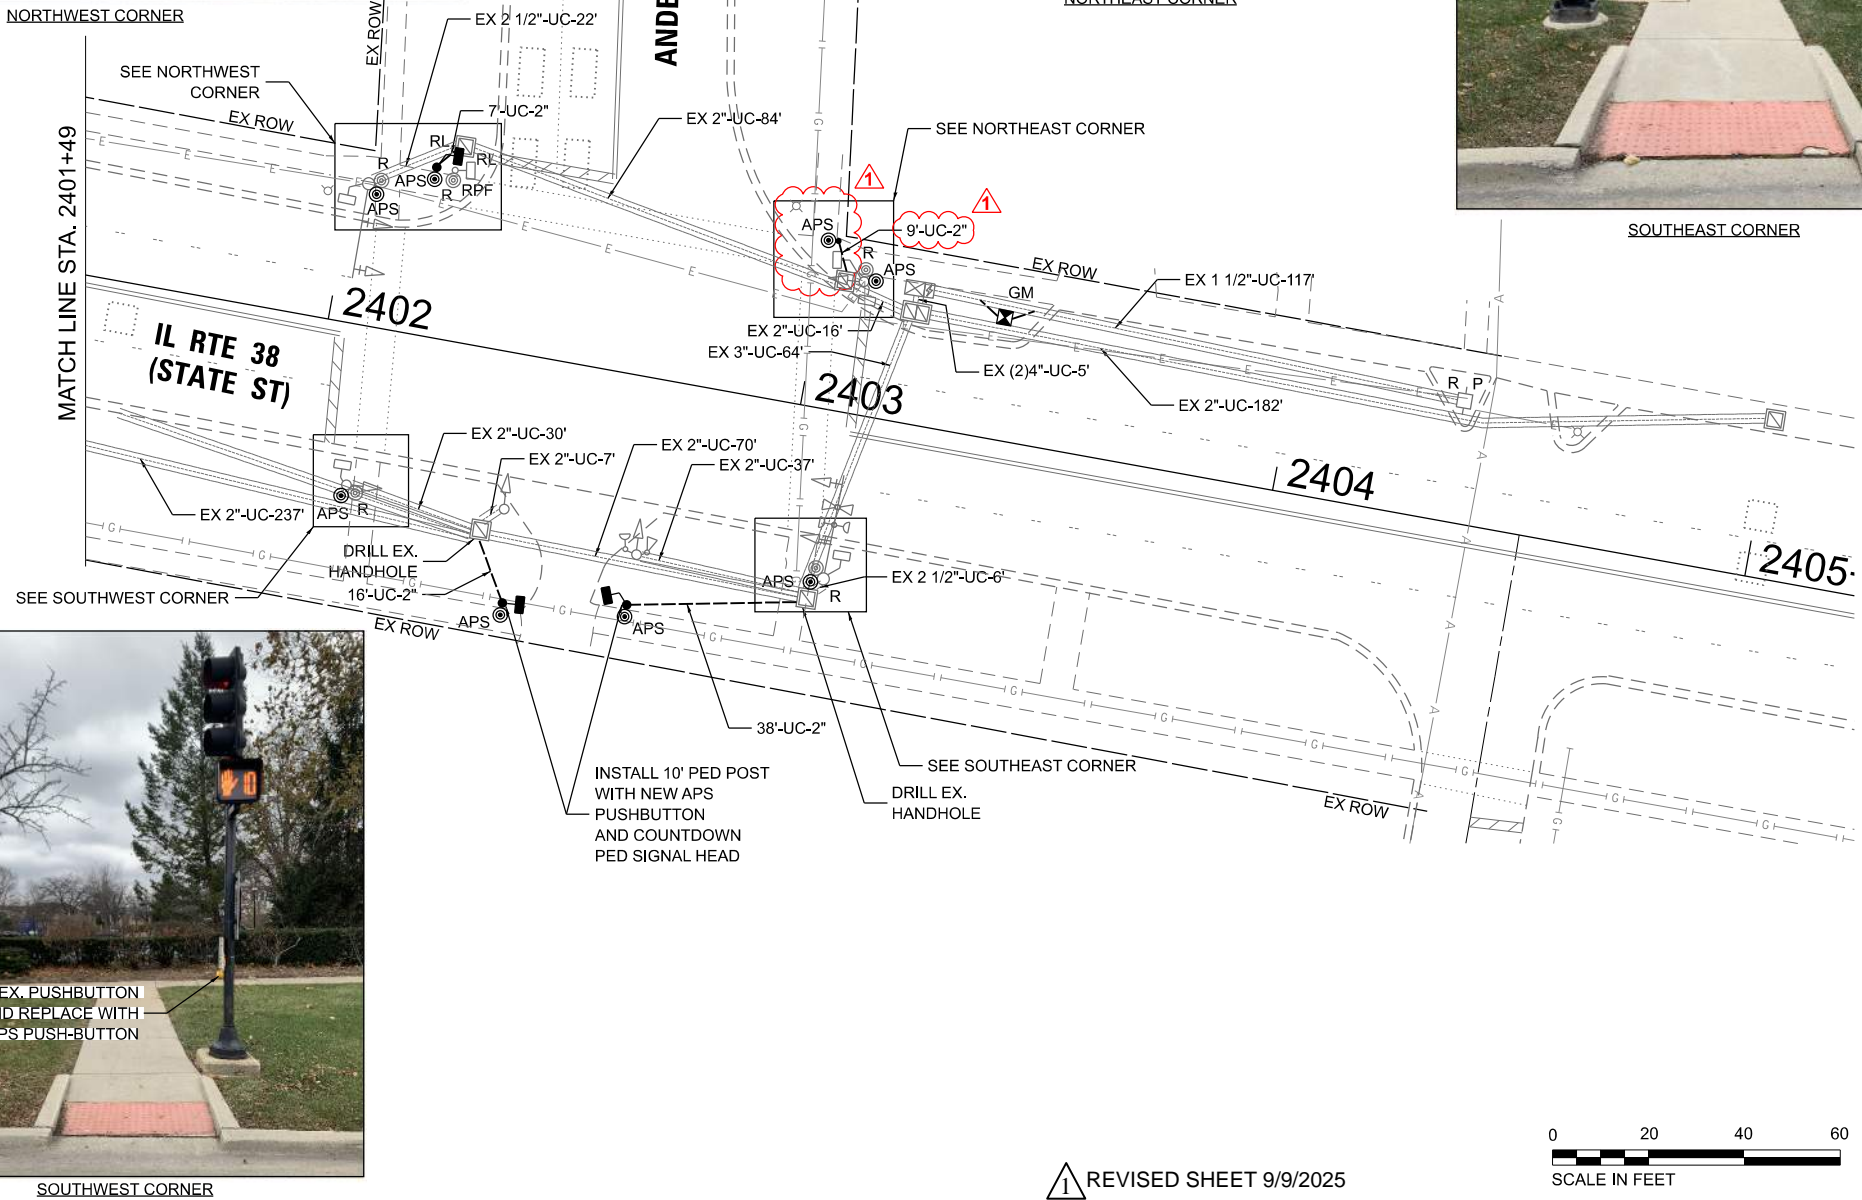 NORTHWEST CORNER
EX ROW
EX 2 1/2"-UC-22'
ANDE
SEE NORTHWEST
CORNER
EX ROW
7'-UC-2"
RL
RL
R
APS
R
RPF
APS
EX 2"-UC-84'
SEE NORTHEAST CORNER
1
1
APS
9'-UC-2"
R
APS
EX ROW
GM
EX 1 1/2"-UC-117'
SOUTHEAST CORNER
MATCH LINE STA. 2401+49
2402
IL RTE 38
(STATE ST)
EX 2"-UC-16'
EX 3"-UC-64'
EX (2)4"-UC-5'
EX 2"-UC-182'
R P
2403
2404
2405
EX 2"-UC-30'
EX 2"-UC-7'
EX 2"-UC-70'
EX 2"-UC-37'
EX 2"-UC-237'
APS R
DRILL EX.
HANDHOLE
16'-UC-2"
SEE SOUTHWEST CORNER
APS
EX ROW
APS
APS
R
EX 2 1/2"-UC-6'
38'-UC-2"
INSTALL 10' PED POST
WITH NEW APS
PUSHBUTTON
AND COUNTDOWN
PED SIGNAL HEAD
SEE SOUTHEAST CORNER
DRILL EX.
HANDHOLE
EX ROW
10
EX. PUSHBUTTON
REPLACE WITH
PUSH-BUTTON
SOUTHWEST CORNER
1 REVISED SHEET 9/9/2025
0 20 40 60
SCALE IN FEET